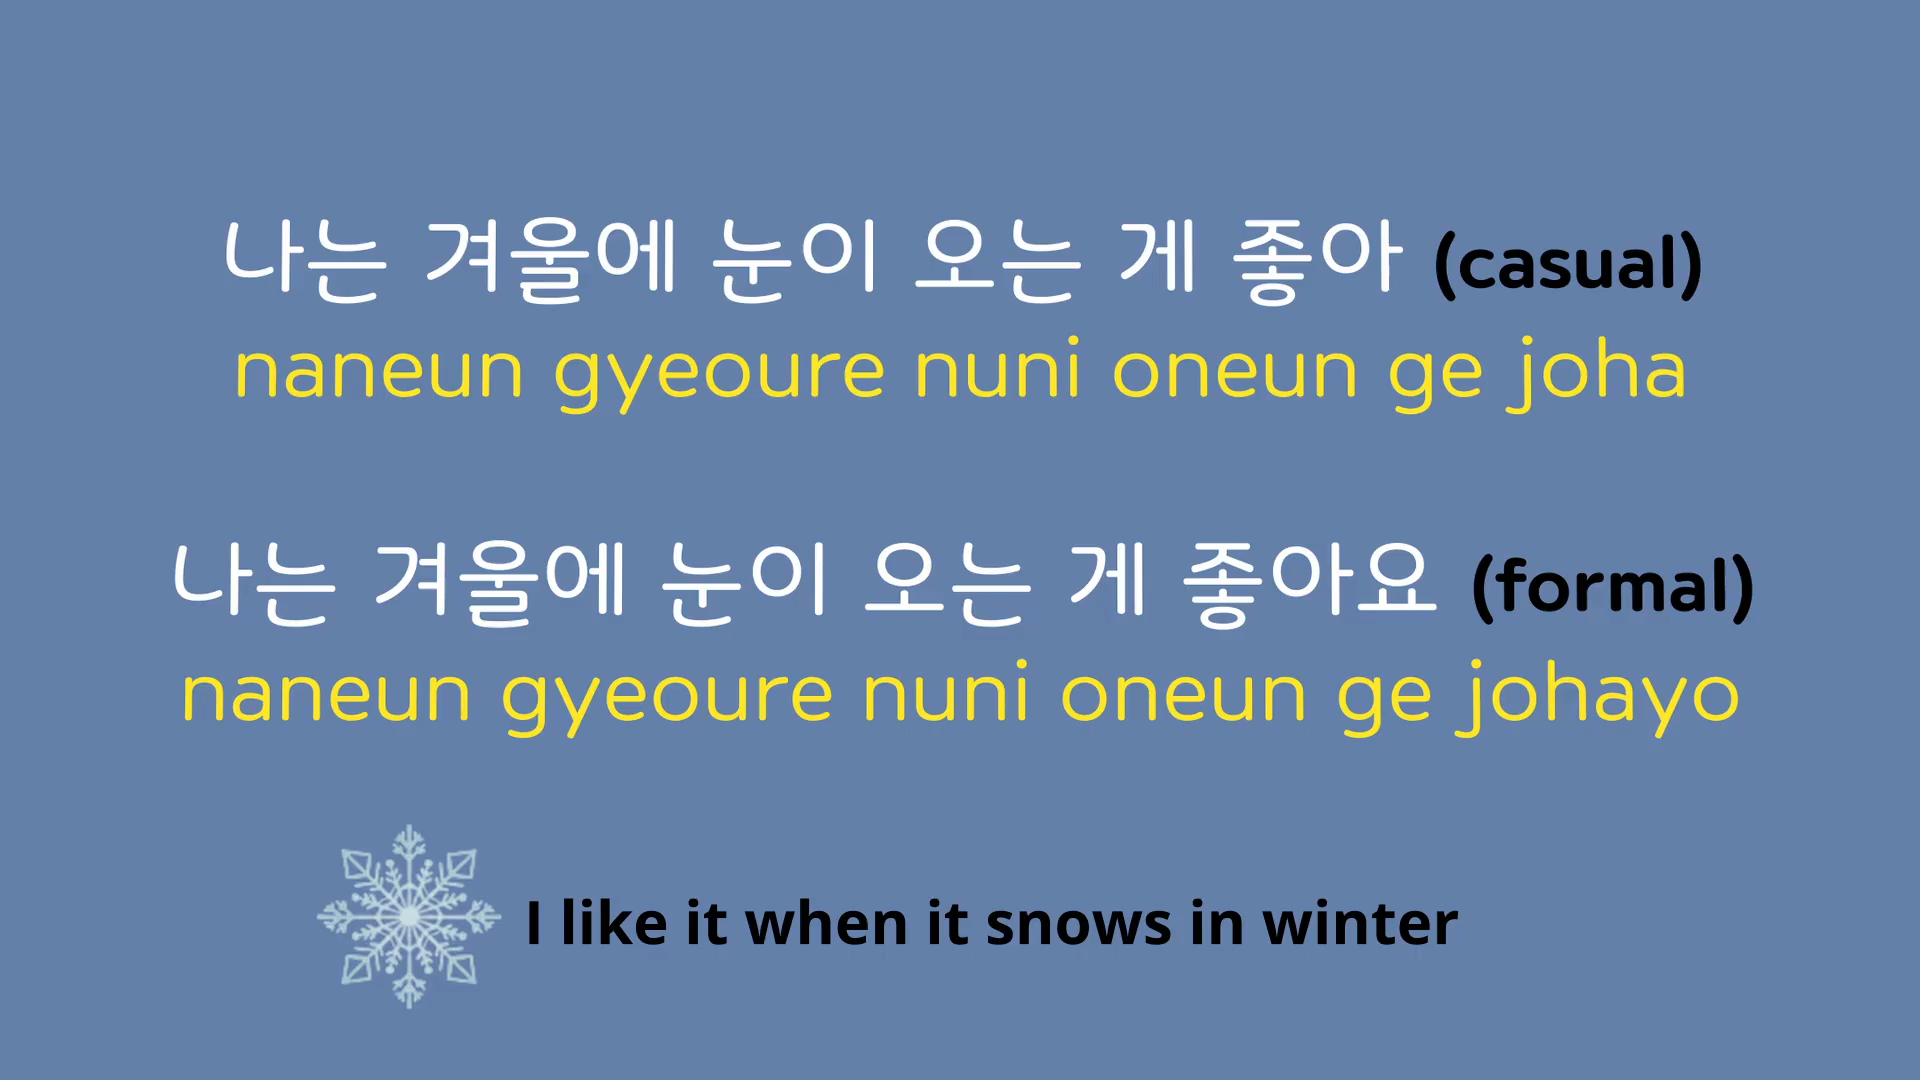 나는 겨울에 눈이 오는 게 좋아 (casual)
naneun gyeoure nuni oneun ge joha
나는 겨울에 눈이 오는 게 좋아요 (formal)
naneun gyeoure nuni oneun ge johayo
I like it when it snows in winter